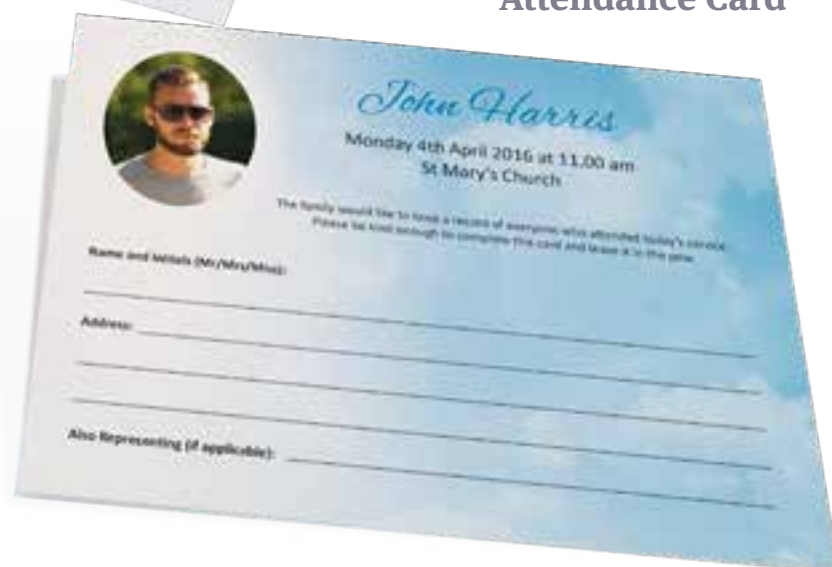 Attendance Card
John Harris
Monday 4th April 2016 at 11.00 am
St Mary's Church
The family would like to keep a record of everyone who attended today's service.
Please be kind enough to complete this card and leave it in the pew.
Name and Initials (Mr/Mrs/Miss):
Address:
Also Representing (if applicable):